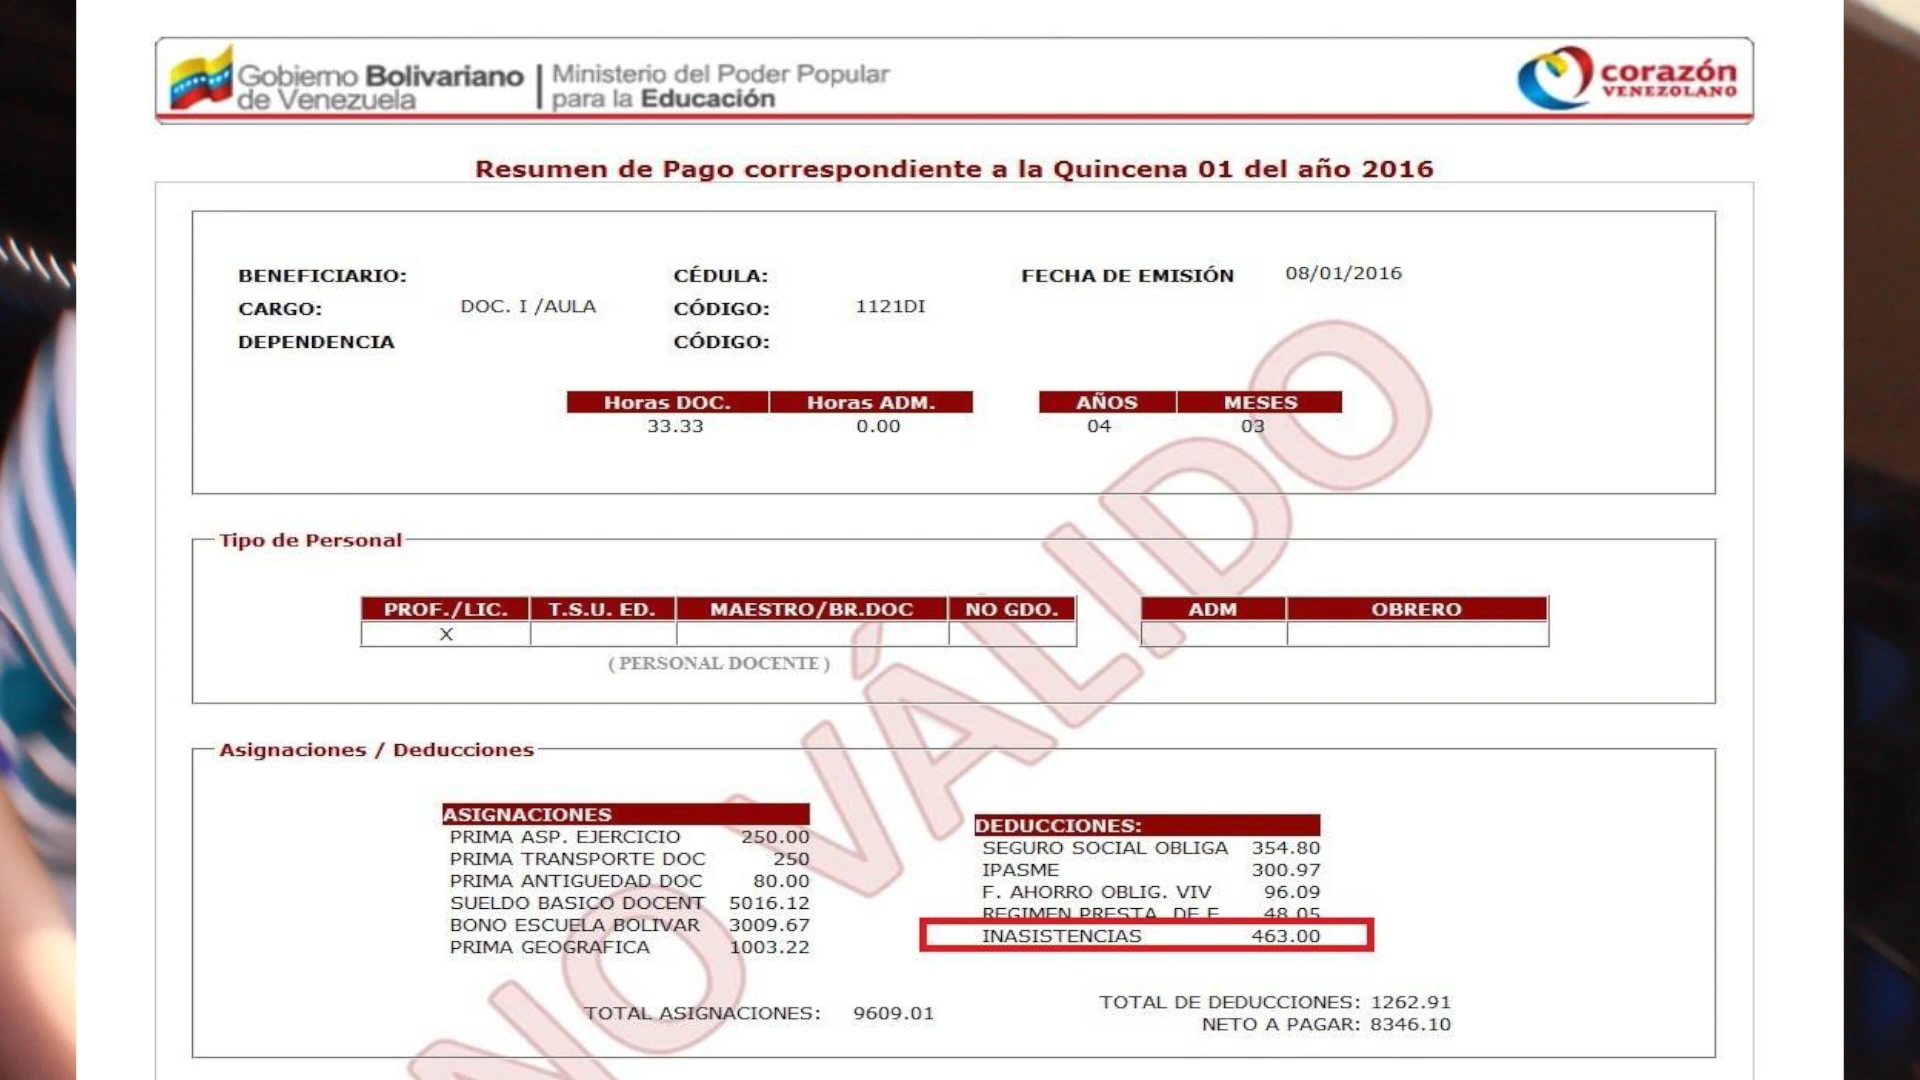 Gobierno Bolivariano de Venezuela
Ministerio del Poder Popular para la Educación
corazón
VENEZOLANO
Resumen de Pago correspondiente a la Quincena 01 del año 2016
BENEFICIARIO: CÉDULA: FECHA DE EMISIÓN 08/01/2016
CARGO: DOC. I /AULA CÓDIGO: 1121DI
DEPENDENCIA CÓDIGO:
Horas DOC. Horas ADM. AÑOS MESES
33.33 0.00 04 03
Tipo de Personal
PROF./LIC. T.S.U. ED. MAESTRO/BR.DOC NO GDO. ADM OBRERO
X
( PERSONAL DOCENTE )
Asignaciones / Deducciones
ASIGNACIONES
PRIMA ASP. EJERCICIO 250.00
PRIMA TRANSPORTE DOC 250
PRIMA ANTIGUEDAD DOC 80.00
SUELDO BASICO DOCENT 5016.12
BONO ESCUELA BOLIVAR 3009.67
PRIMA GEOGRAFICA 1003.22
TOTAL ASIGNACIONES: 9609.01
DEDUCCIONES:
SEGURO SOCIAL OBLIGA 354.80
IPASME 300.97
F. AHORRO OBLIG. VIV 96.09
REGIMEN PRESTA. DE E 48.05
INASISTENCIAS 463.00
TOTAL DE DEDUCCIONES: 1262.91
NETO A PAGAR: 8346.10
NO VÁLIDO